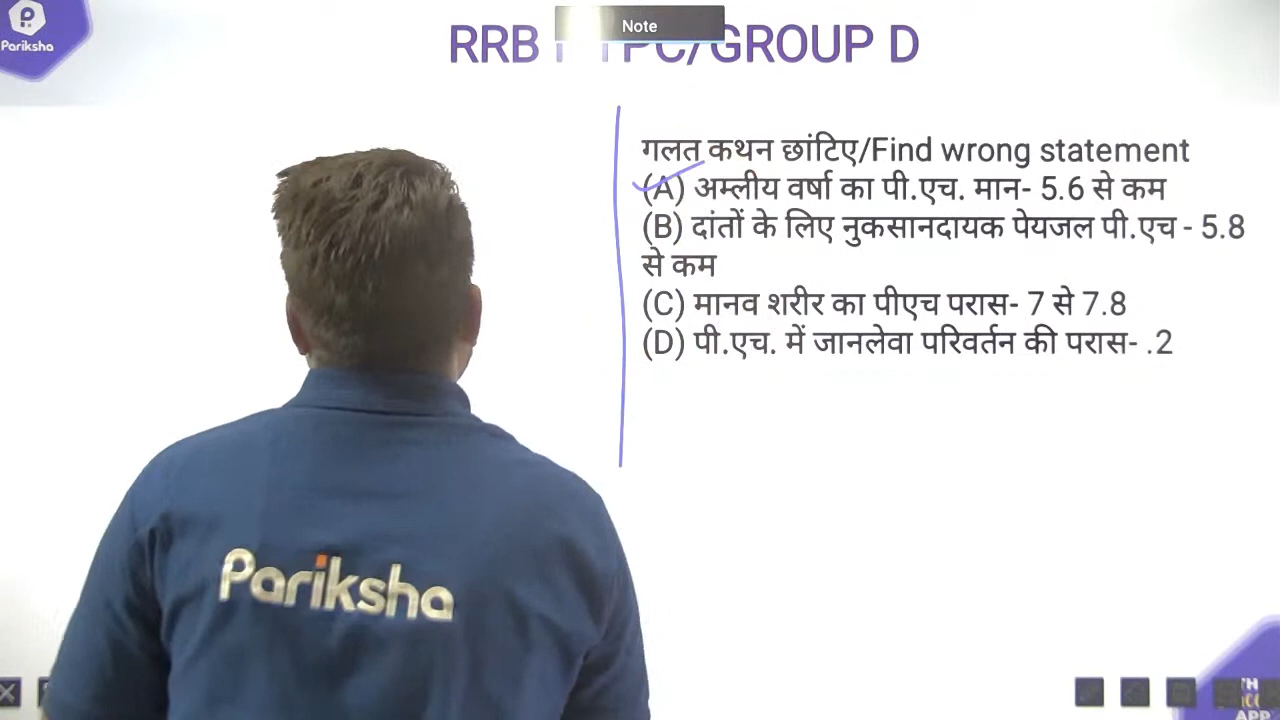 Pariksha
Note
RRB NTPC/GROUP D
गलत कथन छांटिए/Find wrong statement
(A) अम्लीय वर्षा का पी.एच. मान- 5.6 से कम
(B) दांतों के लिए नुकसानदायक पेयजल पी.एच - 5.8
से कम
(C) मानव शरीर का पीएच परास- 7 से 7.8
(D) पी.एच. में जानलेवा परिवर्तन की परास- .2
Pariksha
APP